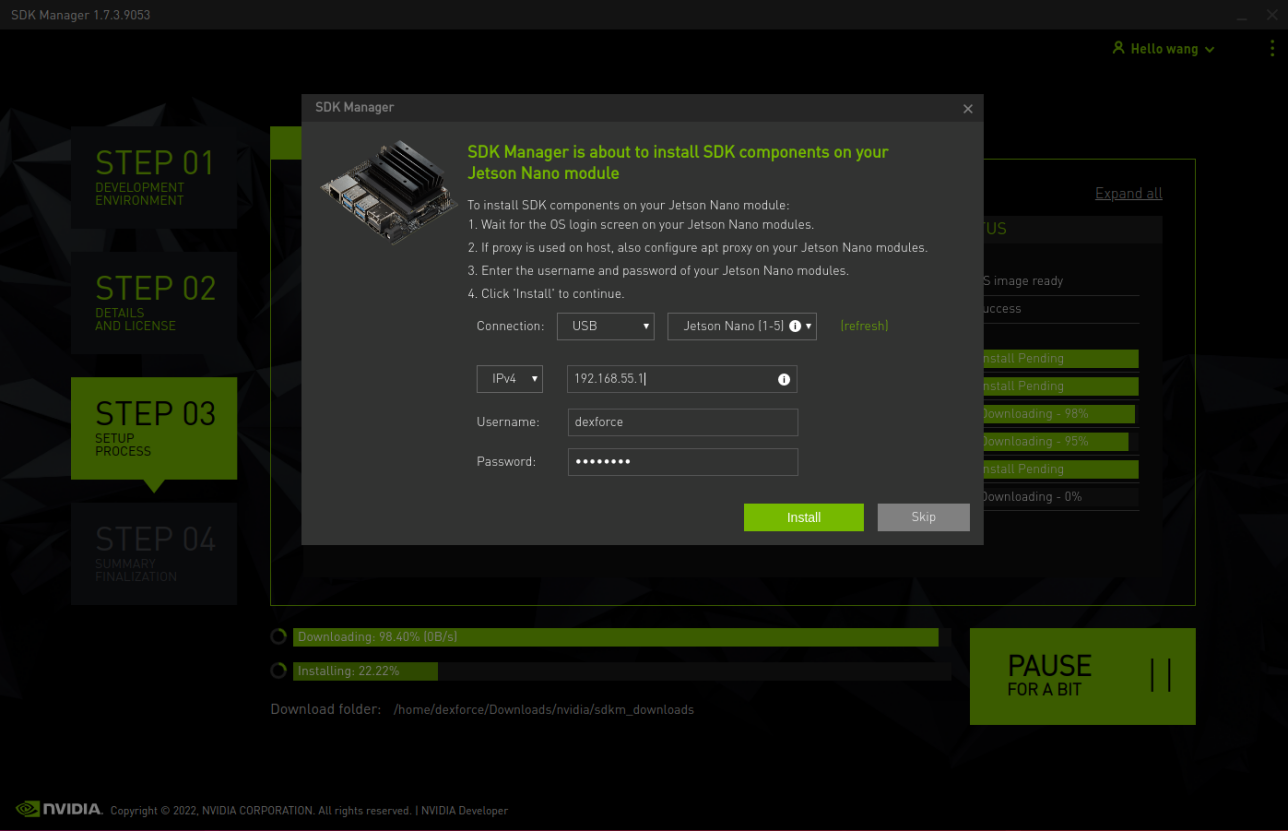 SDK Manager 1.7.3.9053
Hello wang
SDK Manager
SDK Manager is about to install SDK components on your
Jetson Nano module
To install SDK components on your Jetson Nano module:
1. Wait for the OS login screen on your Jetson Nano modules.
2. If proxy is used on host, also configure apt proxy on your Jetson Nano modules.
3. Enter the username and password of your Jetson Nano modules.
4. Click 'Install' to continue.
Connection: USB Jetson Nano (1-5) (refresh)
IPv4 192.168.55.1
Username: dexforce
Password: ••••••••
Install Skip
STEP 01
DEVELOPMENT
ENVIRONMENT
STEP 02
DETAILS
AND LICENSE
STEP 03
SETUP
PROCESS
STEP 04
SUMMARY
FINALIZATION
Expand all
TUS
S image ready
uccess
nstall Pending
nstall Pending
Downloading - 98%
Downloading - 95%
nstall Pending
Downloading - 0%
Downloading: 98.40% (0B/s)
Installing: 22.22%
Download folder: /home/dexforce/Downloads/nvidia/sdkm_downloads
PAUSE
FOR A BIT
NVIDIA. Copyright © 2022, NVIDIA CORPORATION. All rights reserved. | NVIDIA Developer